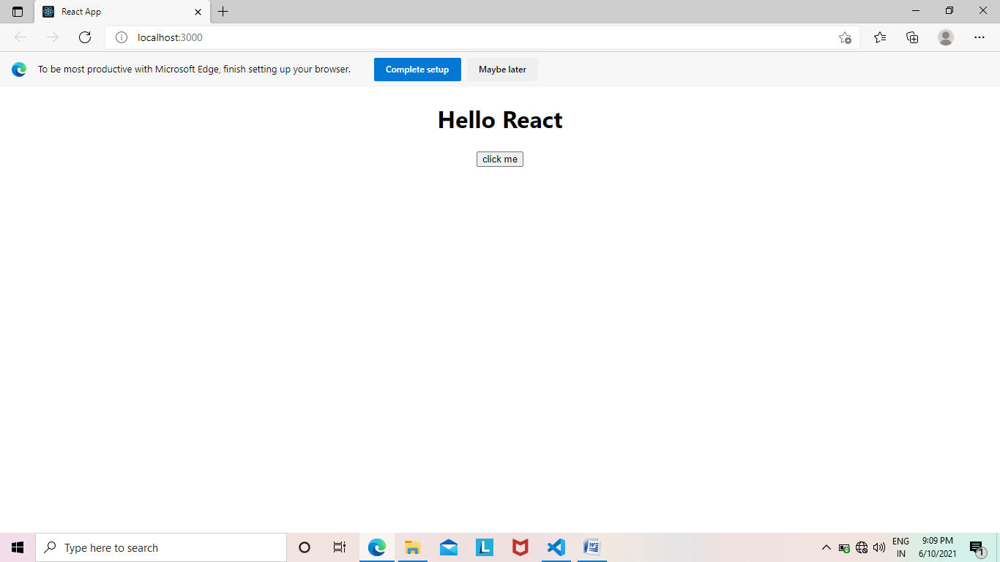 React App
localhost:3000
To be most productive with Microsoft Edge, finish setting up your browser. Complete setup Maybe later
Hello React
click me
Type here to search
L
W
ENG
IN
9:09 PM
6/10/2021
1